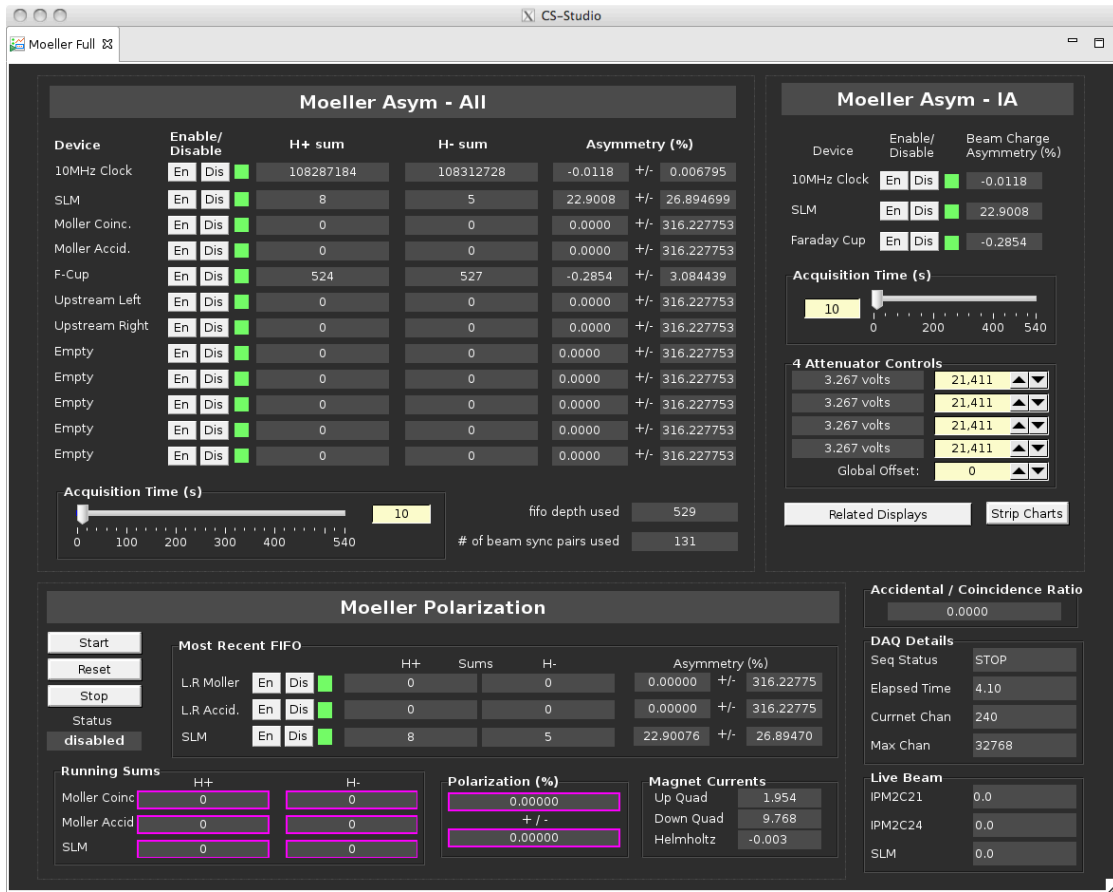 CS-Studio
Moeller Full
Moeller Asym - All
Device Enable/ Disable H+ sum H- sum Asymmetry (%)
10MHz Clock En Dis 108287184 108312728 -0.0118 +/- 0.006795
SLM En Dis 8 5 22.9008 +/- 26.894699
Moller Coinc. En Dis 0 0 0.0000 +/- 316.227753
Moller Accid. En Dis 0 0 0.0000 +/- 316.227753
F-Cup En Dis 524 527 -0.2854 +/- 3.084439
Upstream Left En Dis 0 0 0.0000 +/- 316.227753
Upstream Right En Dis 0 0 0.0000 +/- 316.227753
Empty En Dis 0 0 0.0000 +/- 316.227753
Empty En Dis 0 0 0.0000 +/- 316.227753
Empty En Dis 0 0 0.0000 +/- 316.227753
Empty En Dis 0 0 0.0000 +/- 316.227753
Empty En Dis 0 0 0.0000 +/- 316.227753
Acquisition Time (s)
10
0 100 200 300 400 540
fifo depth used 529
# of beam sync pairs used 131
Moeller Asym - IA
Device Enable/ Disable Beam Charge Asymmetry (%)
10MHz Clock En Dis -0.0118
SLM En Dis 22.9008
Faraday Cup En Dis -0.2854
Acquisition Time (s)
10
0 200 400 540
4 Attenuator Controls
3.267 volts 21,411
3.267 volts 21,411
3.267 volts 21,411
3.267 volts 21,411
Global Offset: 0
Related Displays Strip Charts
Moeller Polarization
Start
Reset
Stop
Status
disabled
Most Recent FIFO
H+ Sums H- Asymmetry (%)
L.R Moller En Dis 0 0 0.00000 +/- 316.22775
L.R Accid. En Dis 0 0 0.00000 +/- 316.22775
SLM En Dis 8 5 22.90076 +/- 26.89470
Running Sums
H+ H-
Moller Coinc 0 0
Moller Accid 0 0
SLM 0 0
Polarization (%)
0.00000
+ / -
0.00000
Magnet Currents
Up Quad 1.954
Down Quad 9.768
Helmholtz -0.003
Accidental / Coincidence Ratio
0.0000
DAQ Details
Seq Status STOP
Elapsed Time 4.10
Currnet Chan 240
Max Chan 32768
Live Beam
IPM2C21 0.0
IPM2C24 0.0
SLM 0.0